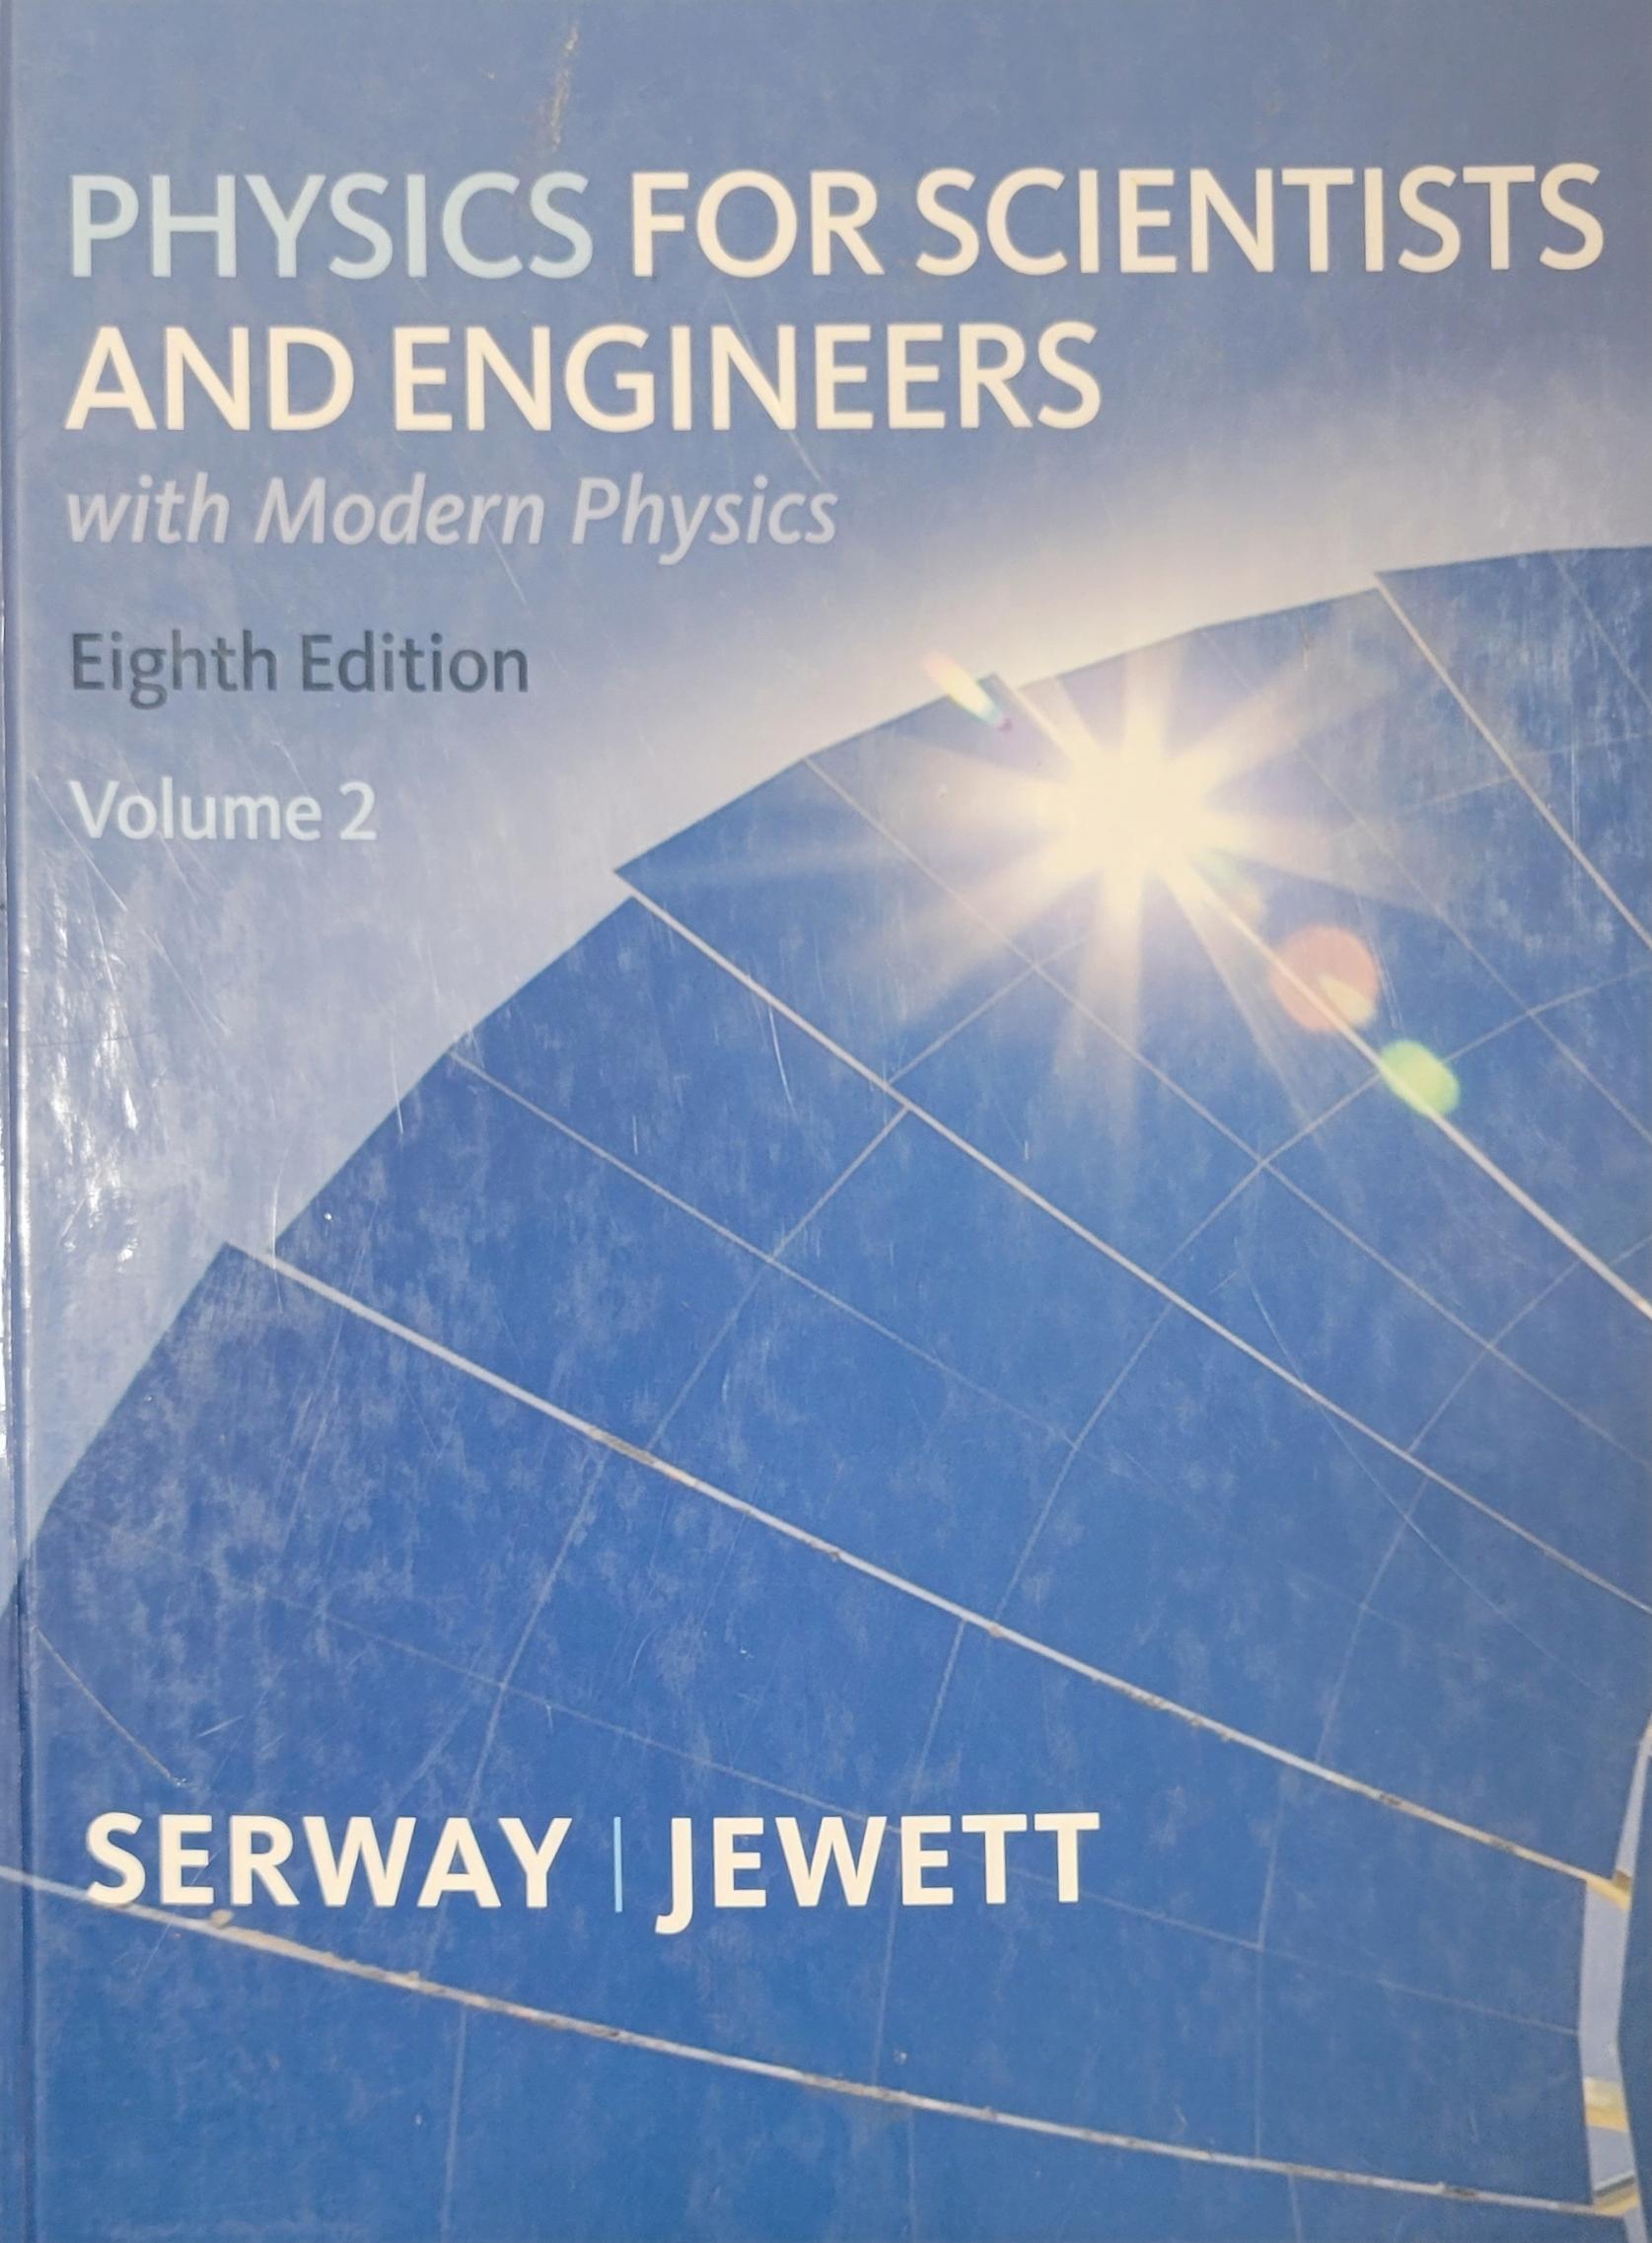 PHYSICS FOR SCIENTISTS
AND ENGINEERS
with Modern Physics
Eighth Edition
Volume 2
SERWAY | JEWETT